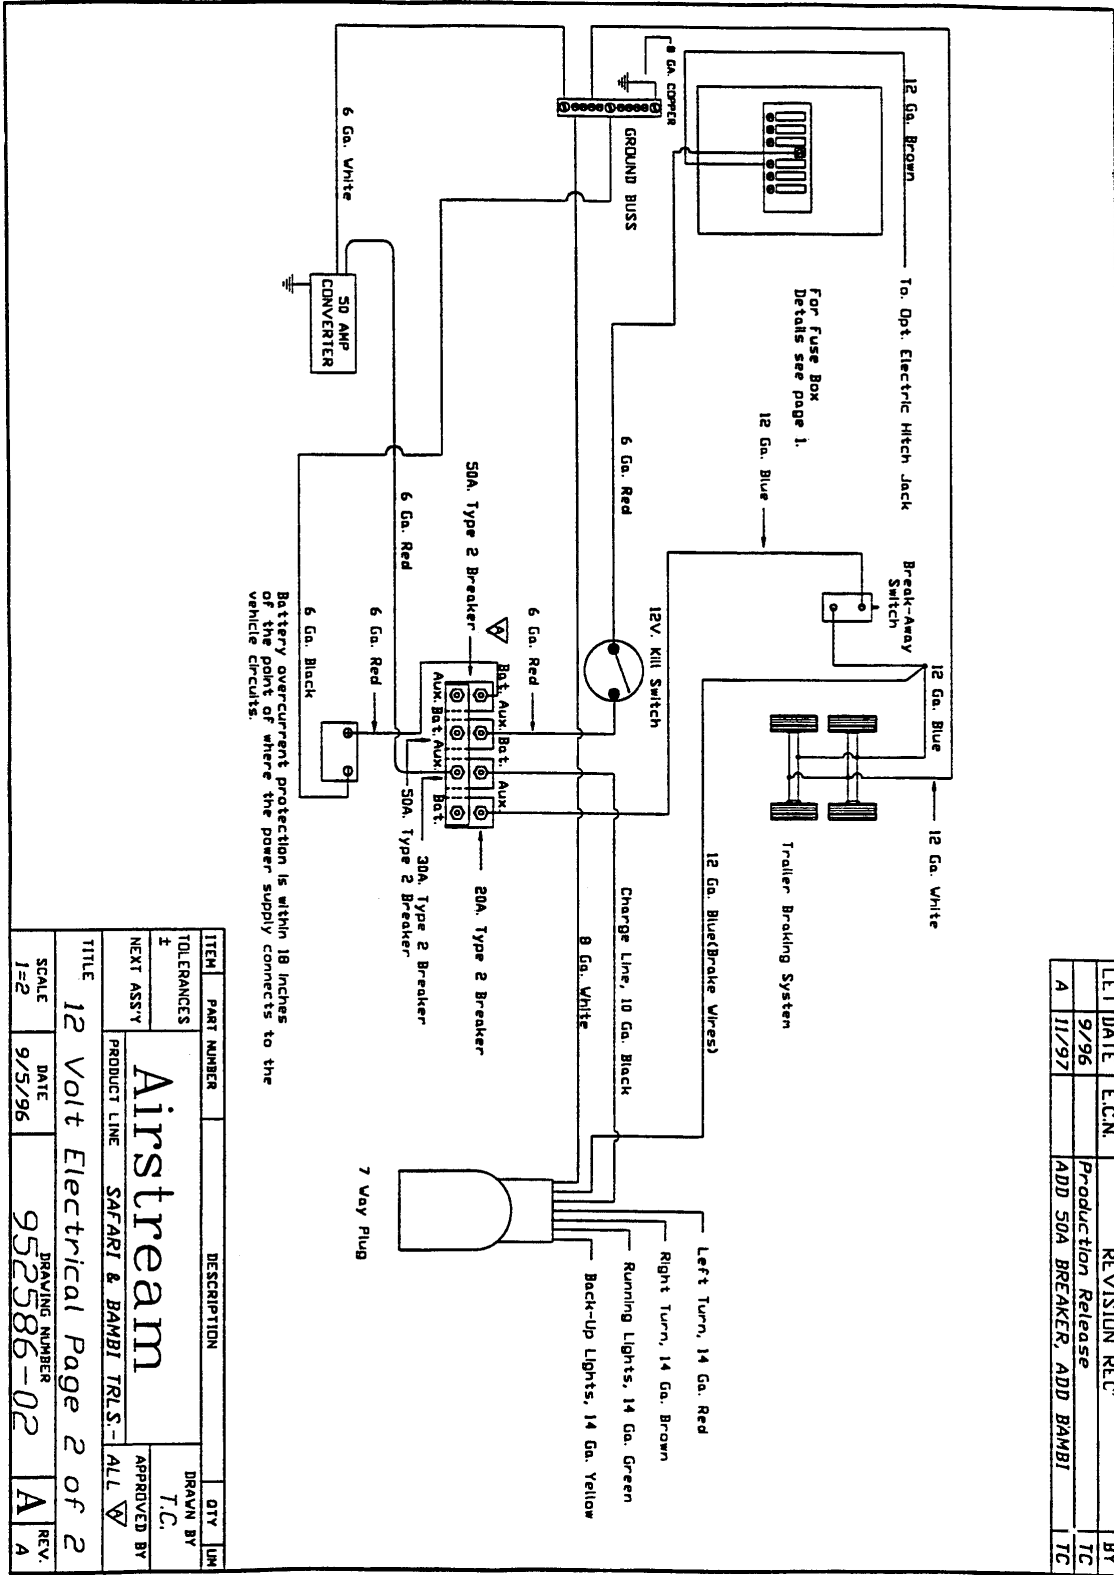 LET DATE E.C.N. REVISION REC' BY
9/96 Production Release TC
A 11/97 ADD 50A BREAKER, ADD BAMBI TC
12 Ga. Brown
To. Opt. Electric Hitch Jack
8 GA. COPPER
GROUND BUSS
For Fuse Box
Details see page 1.
Break-Away
Switch
12 Ga. Blue
12 Ga. White
Trailer Braking System
12 Ga. Blue
6 Ga. White
6 Ga. Red
12V. Kill Switch
12 Ga. Blue(Brake Wires)
Charge Line, 10 Ga. Black
8 Ga. White
50 AMP
CONVERTER
6 Ga. Red
50A. Type 2 Breaker
A
6 Ga. Red
Bat. Aux. Bat. Aux.
Aux. Bat. Aux. Bat.
20A. Type 2 Breaker
30A. Type 2 Breaker
50A. Type 2 Breaker
6 Ga. Red
6 Ga. Black
Left Turn, 14 Ga. Red
Right Turn, 14 Ga. Brown
Running Lights, 14 Ga. Green
Back-Up Lights, 14 Ga. Yellow
7 Way Plug
Battery overcurrent protection is within 18 inches
of the point of where the power supply connects to the
vehicle circuits.
ITEM PART NUMBER DESCRIPTION QTY UM
TOLERANCES
±
NEXT ASS'Y
Airstream
DRAWN BY
T.C.
APPROVED BY
PRODUCT LINE SAFARI & BAMBI TRLS.- ALL A
TITLE 12 Volt Electrical Page 2 of 2
SCALE
1=2
DATE
9/5/96
DRAWING NUMBER
952586-02
A
REV.
A